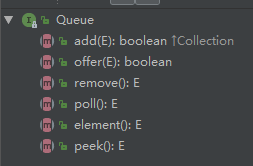 Queue
add(E): boolean ↑Collection
offer(E): boolean
remove(): E
poll(): E
element(): E
peek(): E